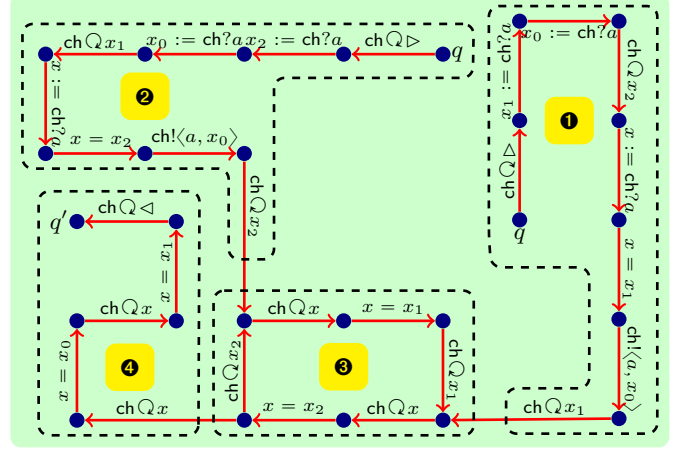 ch↻x₁
x₀ := ch?a
x₂ := ch?a
ch↻▷
q
x := ch?a
❷
x = x₂
ch!⟨a, x₀⟩
ch↻x₂
x₀ := ch?a
x₁ := ch?a
ch↻x₂
❶
ch↻▷
x := ch?a
q
x = x₁
ch!⟨a, x₀⟩
ch↻x₁
q′
ch↻◁
x = x₁
ch↻x
x = x₀
❹
ch↻x
ch↻x
x = x₁
ch↻x₂
❸
ch↻x₁
x = x₂
ch↻x